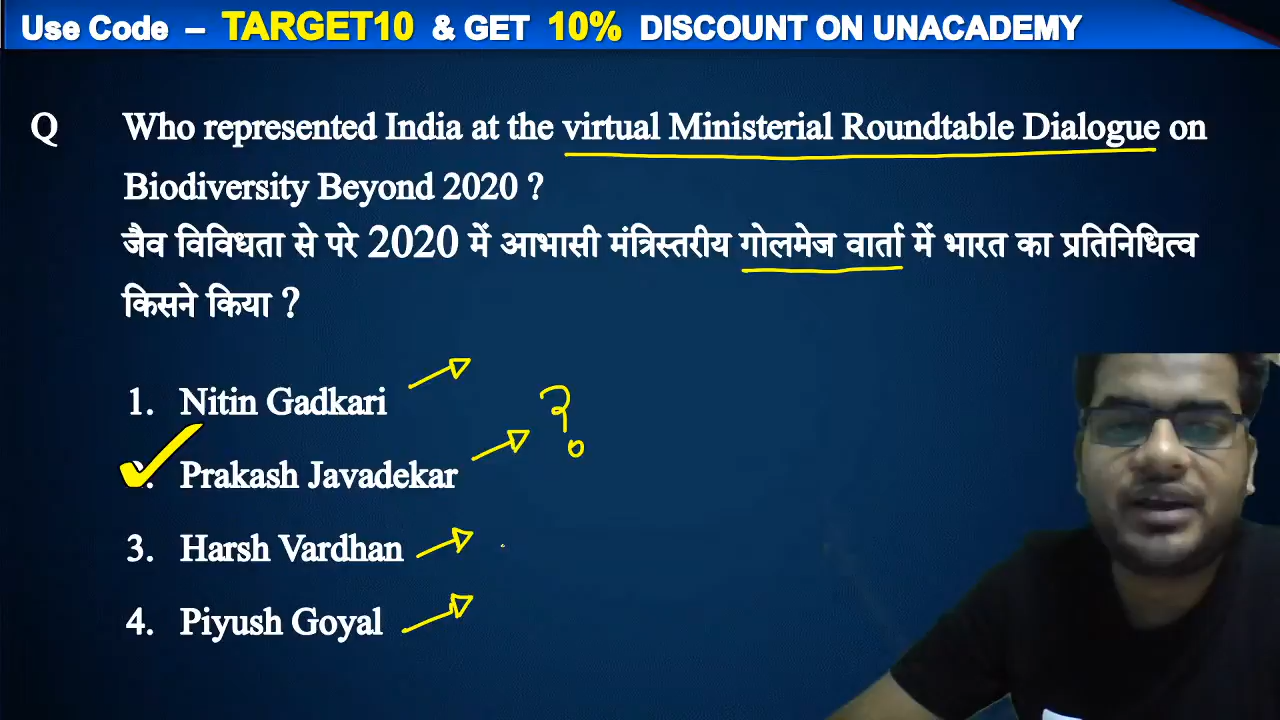 Use Code – TARGET10 & GET 10% DISCOUNT ON UNACADEMY
Q Who represented India at the virtual Ministerial Roundtable Dialogue on
Biodiversity Beyond 2020 ?
जैव विविधता से परे 2020 में आभासी मंत्रिस्तरीय गोलमेज वार्ता में भारत का प्रतिनिधित्व
किसने किया ?
1. Nitin Gadkari
Prakash Javadekar
?
3. Harsh Vardhan
4. Piyush Goyal